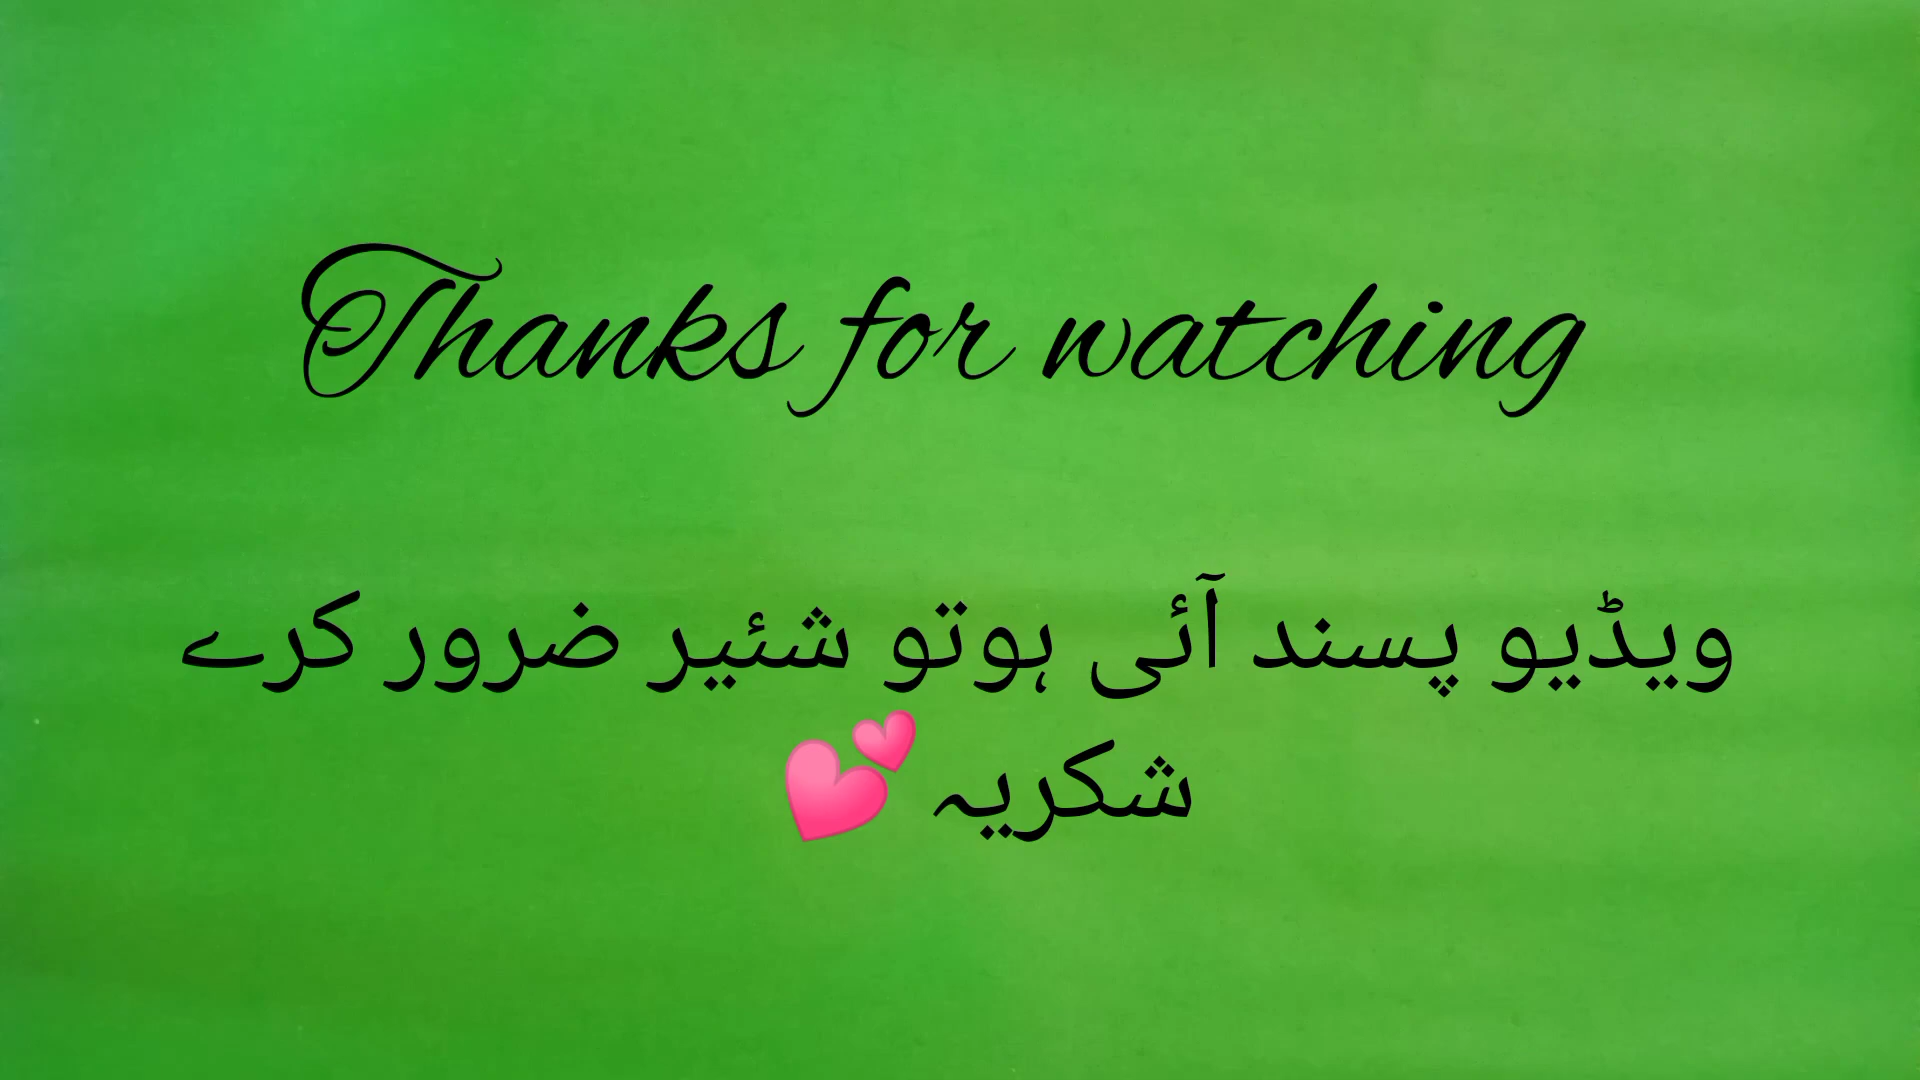 Thanks for watching
ویڈیو پسند آئی ہوتو شئیر ضرور کرے
شکریہ 💕